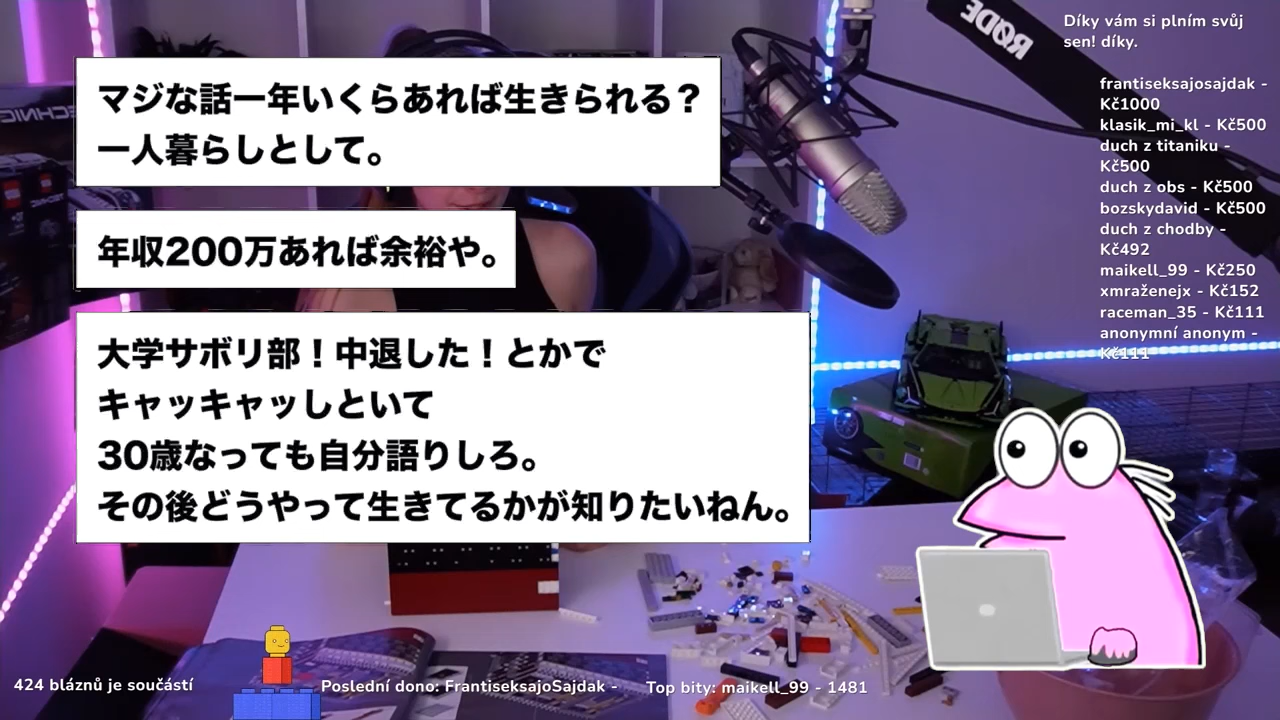 マジな話一年いくらあれば生きられる？
一人暮らしとして。
年収200万あれば余裕や。
大学サボリ部！中退した！とかで
キャッキャッしといて
30歳なっても自分語りしろ。
その後どうやって生きてるかが知りたいねん。
RØDE
Díky vám si plním svůj
sen! díky.
frantiseksajosajdak -
Kč1000
klasik_mi_kl - Kč500
duch z titaniku -
Kč500
duch z obs - Kč500
bozskydavid - Kč500
duch z chodby -
Kč492
maikell_99 - Kč250
xmraženejx - Kč152
raceman_35 - Kč111
anonymní anonym -
Kč111
424 bláznů je součástí
Poslední dono: FrantiseksajoSajdak -
Top bity: maikell_99 - 1481